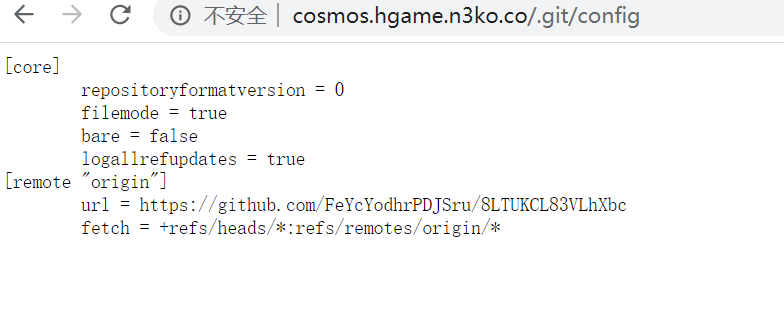 不安全 | cosmos.hgame.n3ko.co/.git/config
[core]
        repositoryformatversion = 0
        filemode = true
        bare = false
        logallrefupdates = true
[remote "origin"]
        url = https://github.com/FeYcYodhrPDJSru/8LTUKCL83VLhXbc
        fetch = +refs/heads/*:refs/remotes/origin/*